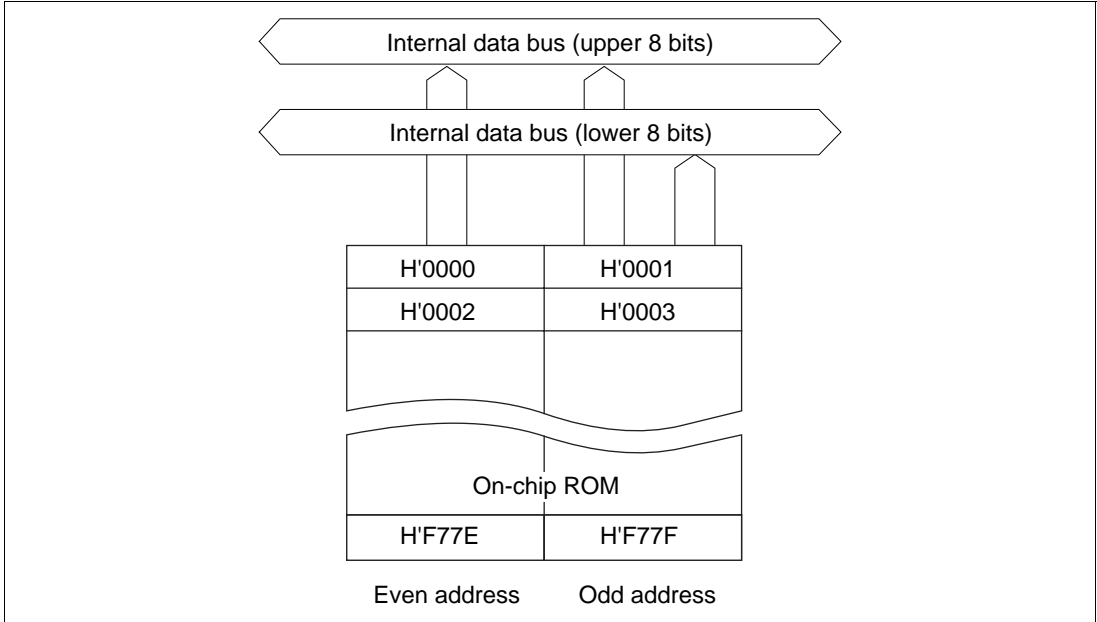 Internal data bus (upper 8 bits)
Internal data bus (lower 8 bits)
H'0000 H'0001
H'0002 H'0003
On-chip ROM
H'F77E H'F77F
Even address Odd address